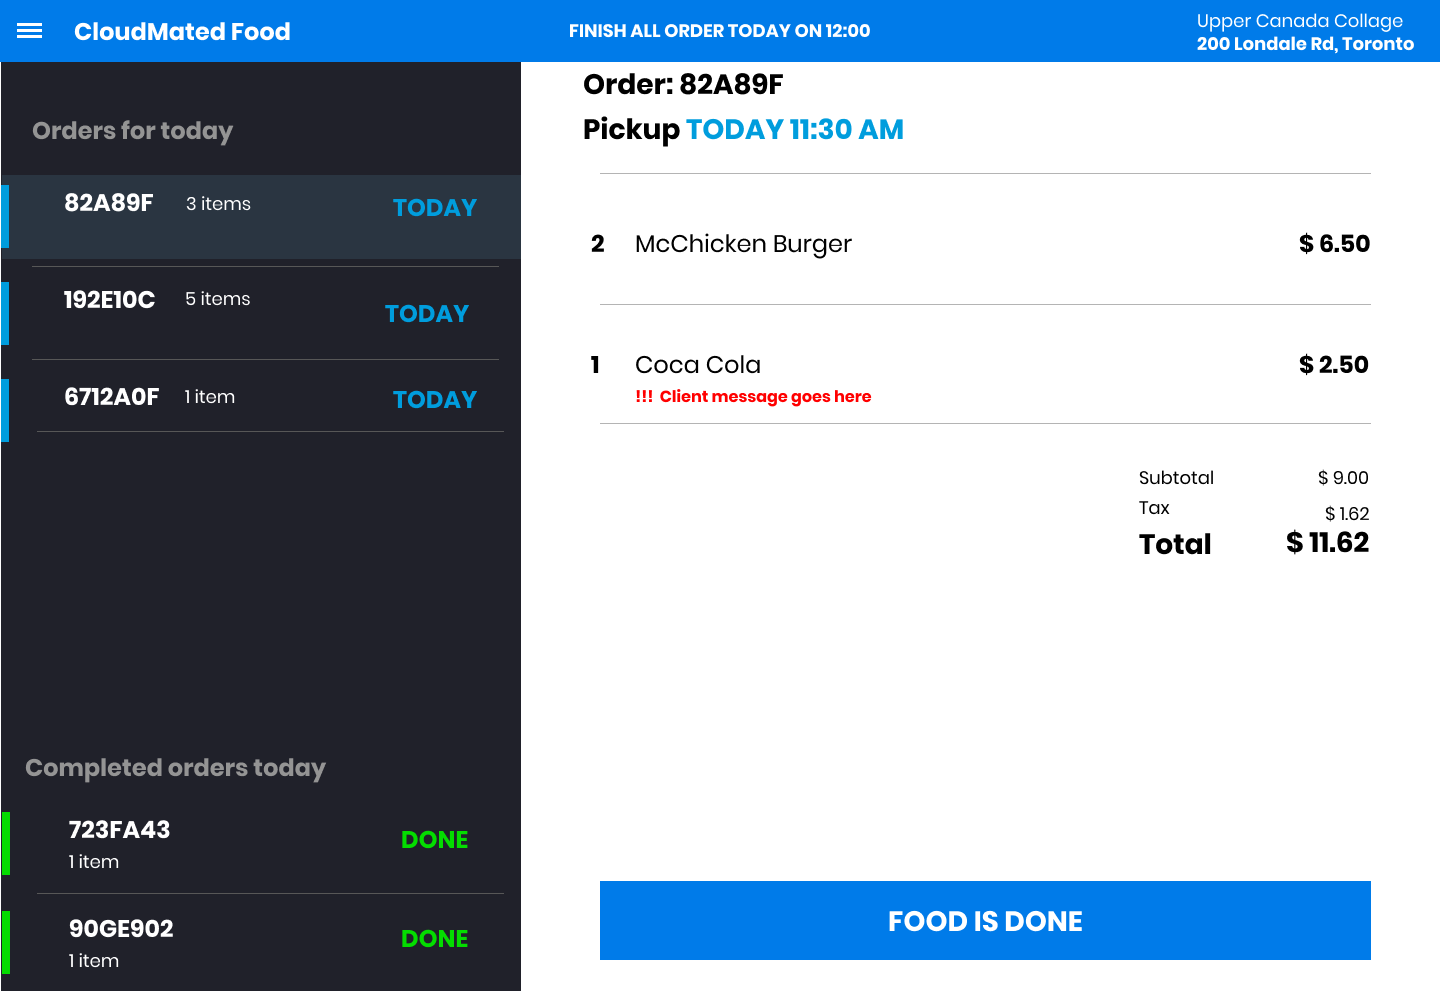 CloudMated Food
FINISH ALL ORDER TODAY ON 12:00
Upper Canada Collage
200 Londale Rd, Toronto
Orders for today
82A89F 3 items TODAY
192E10C 5 items TODAY
6712A0F 1 item TODAY
Completed orders today
723FA43
1 item
DONE
90GE902
1 item
DONE
Order: 82A89F
Pickup TODAY 11:30 AM
2 McChicken Burger $ 6.50
1 Coca Cola $ 2.50
!!! Client message goes here
Subtotal $ 9.00
Tax $ 1.62
Total $ 11.62
FOOD IS DONE